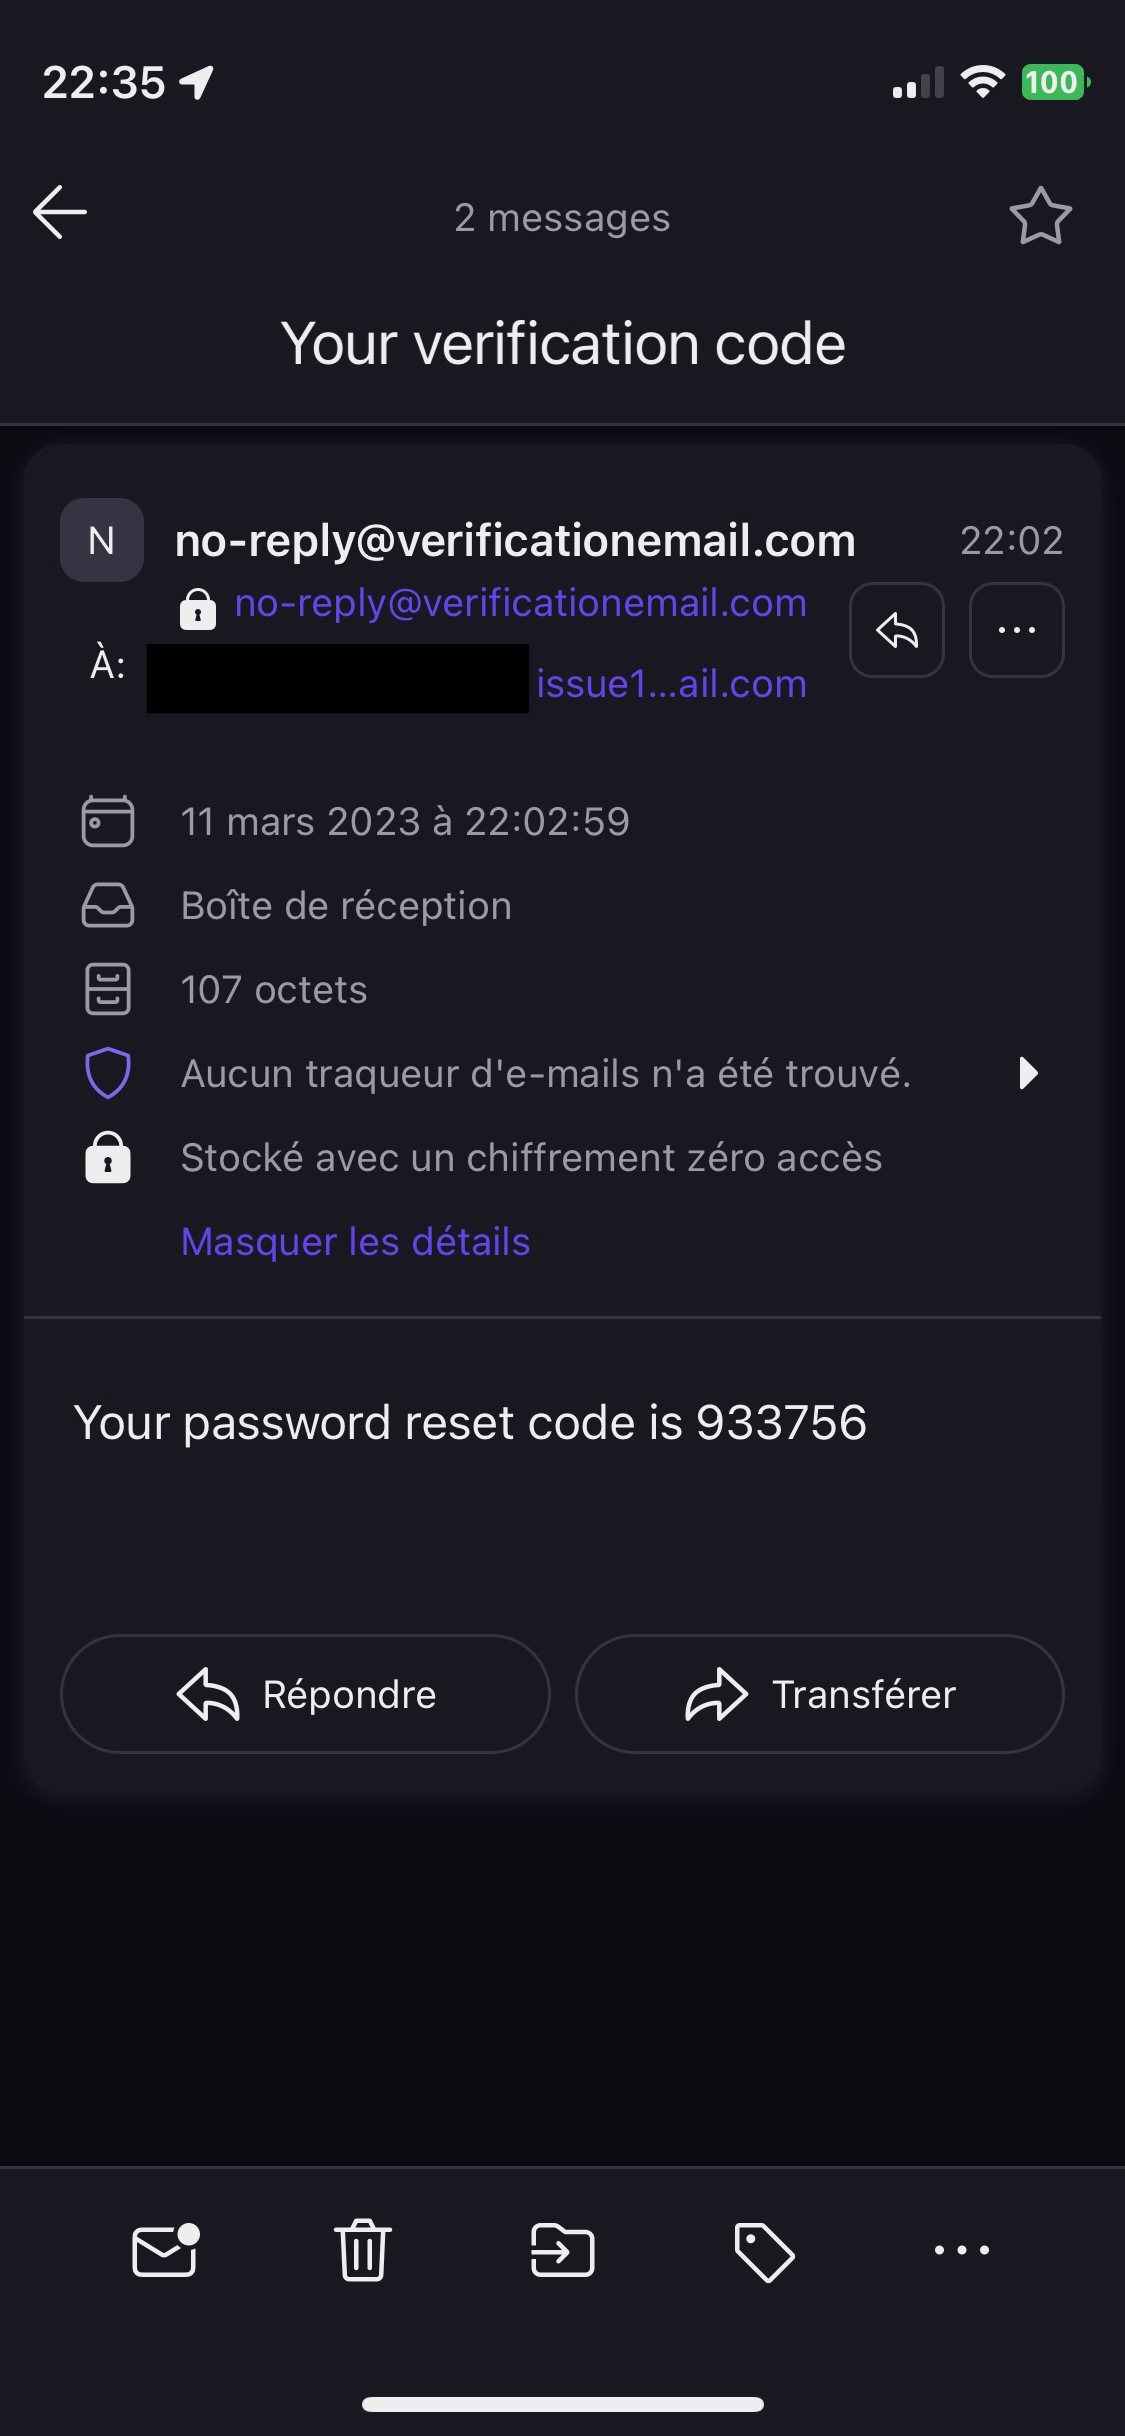 22:35
100
2 messages
Your verification code
N
no-reply@verificationemail.com
22:02
no-reply@verificationemail.com
À:
issue1...ail.com
11 mars 2023 à 22:02:59
Boîte de réception
107 octets
Aucun traqueur d'e-mails n'a été trouvé.
Stocké avec un chiffrement zéro accès
Masquer les détails
Your password reset code is 933756
Répondre
Transférer